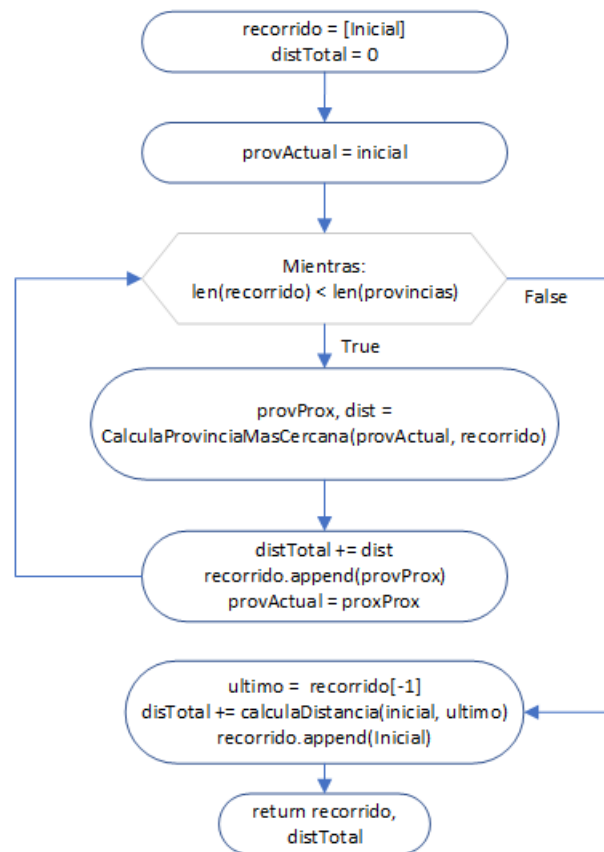 recorrido = [Inicial]
distTotal = 0
provActual = inicial
Mientras:
len(recorrido) < len(provincias)
False
True
provProx, dist =
CalculaProvinciaMasCercana(provActual, recorrido)
distTotal += dist
recorrido.append(provProx)
provActual = proxProx
ultimo = recorrido[-1]
disTotal += calculaDistancia(inicial, ultimo)
recorrido.append(Inicial)
return recorrido,
distTotal